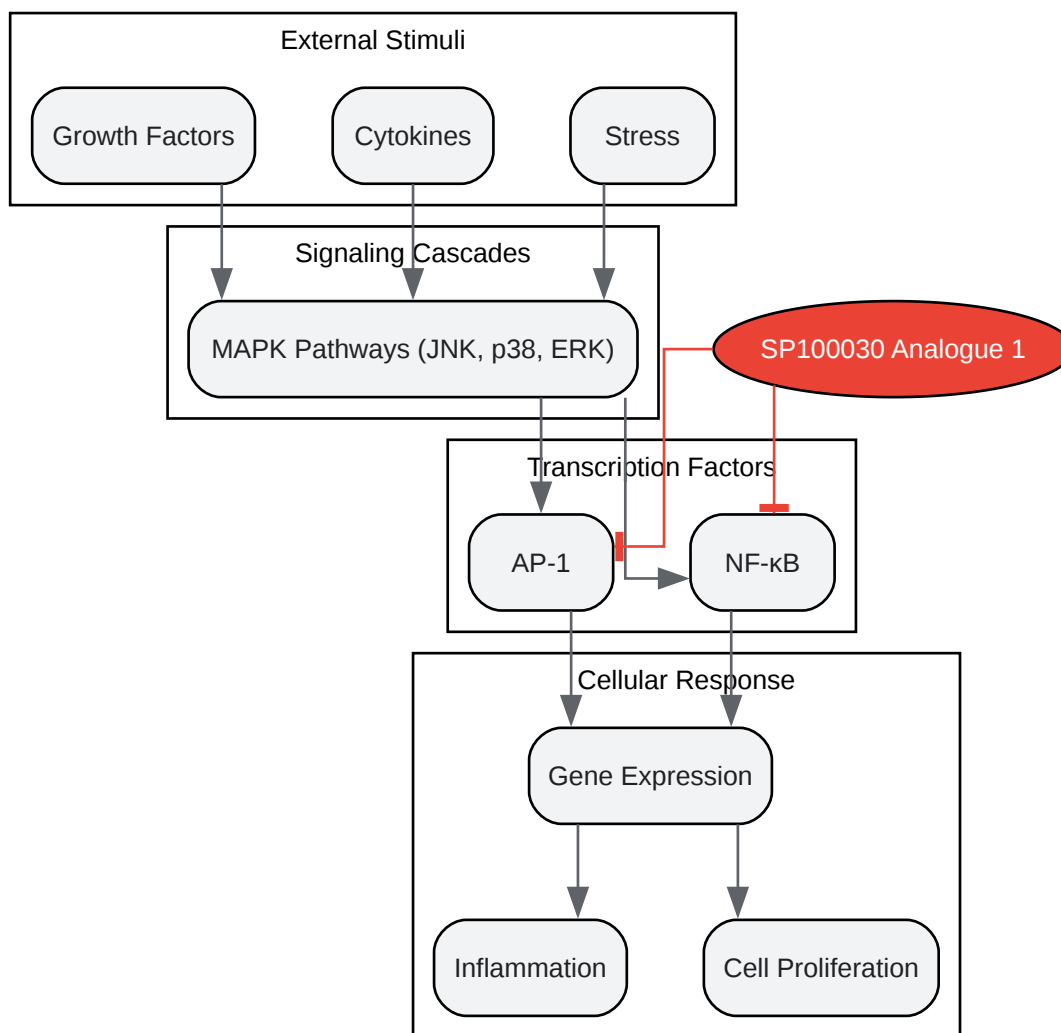 External Stimuli
Growth Factors
Cytokines
Stress
Signaling Cascades
MAPK Pathways (JNK, p38, ERK)
SP100030 Analogue 1
Transcription Factors
AP-1
NF-κB
Cellular Response
Gene Expression
Inflammation
Cell Proliferation